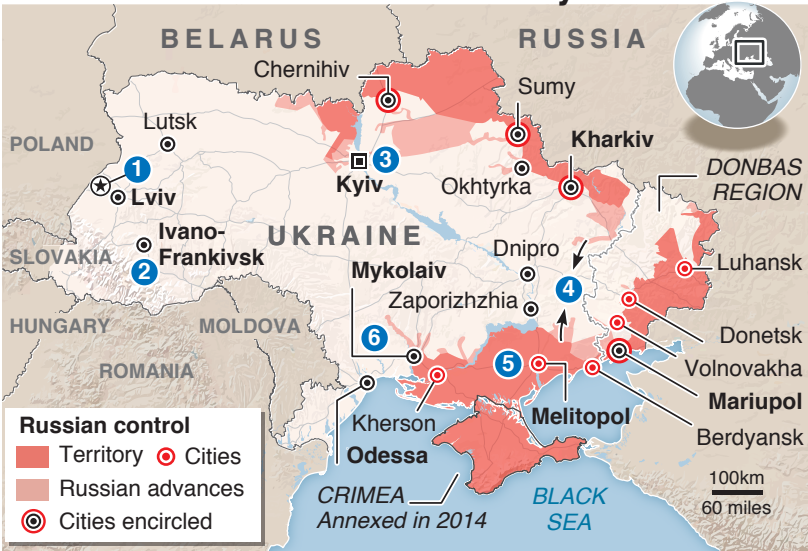 BELARUS
RUSSIA
Chernihiv
Sumy
Lutsk
Kharkiv
POLAND
1
3
DONBAS
REGION
Kyiv
Okhtyrka
Lviv
Ivano-
Frankivsk
UKRAINE
SLOVAKIA
2
Dnipro
Mykolaiv
Luhansk
4
Zaporizhzhia
HUNGARY
MOLDOVA
6
Donetsk
ROMANIA
5
Volnovakha
Mariupol
Kherson
Melitopol
Berdyansk
Odessa
Russian control
Territory
Cities
Russian advances
Cities encircled
CRIMEA
Annexed in 2014
BLACK
SEA
100km
60 miles